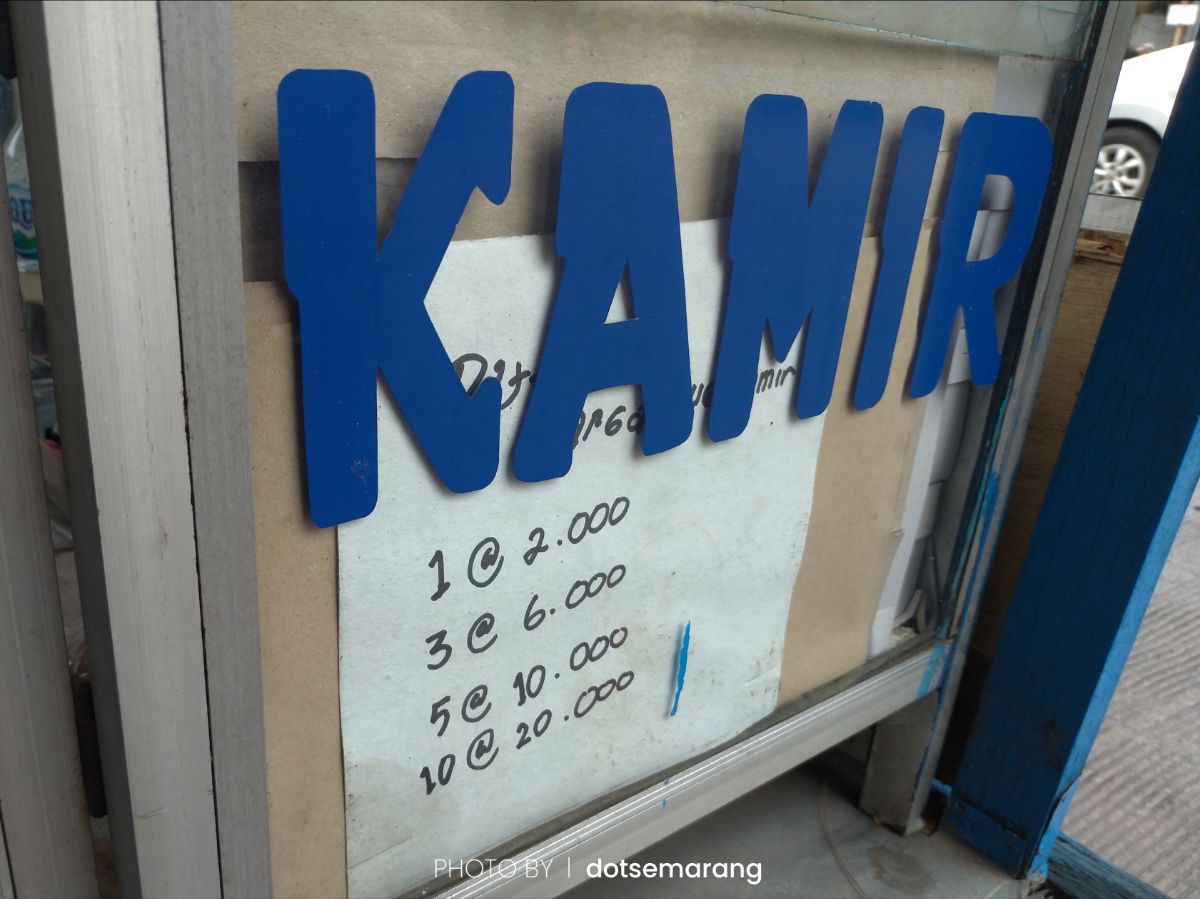 KAMIR
1 @ 2.000
3 @ 6.000
5 @ 10.000
10 @ 20.000
PHOTO BY | dotsemarang